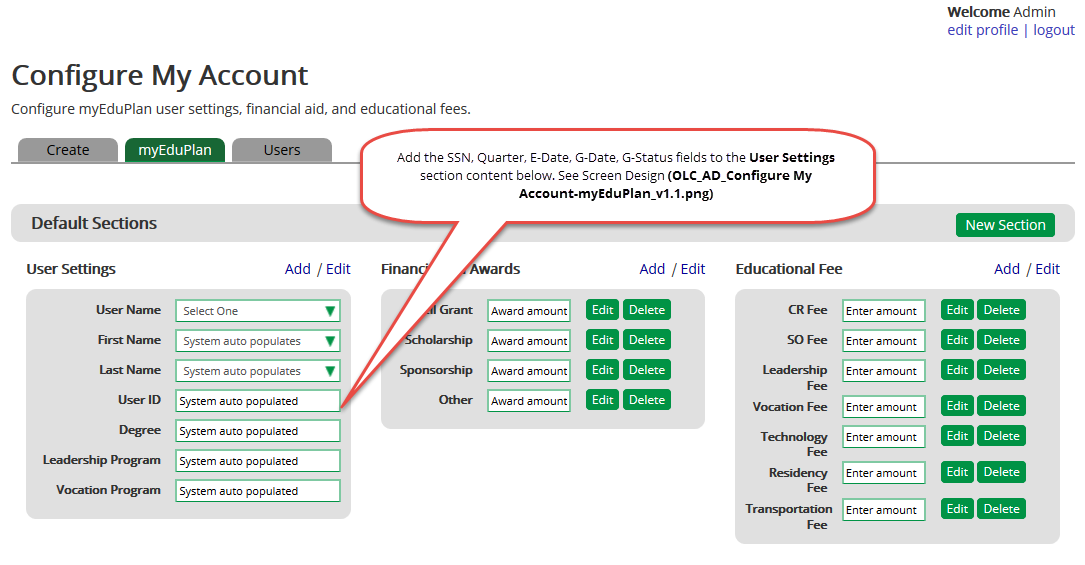 Welcome Admin
edit profile | logout
Configure My Account
Configure myEduPlan user settings, financial aid, and educational fees.
Create
myEduPlan
Users
Add the SSN, Quarter, E-Date, G-Date, G-Status fields to the User Settings
section content below. See Screen Design (OLC_AD_Configure My
Account-myEduPlan_v1.1.png)
Default Sections
New Section
User Settings
Add / Edit
User Name
Select One
First Name
System auto populates
Last Name
System auto populates
User ID
System auto populated
Degree
System auto populated
Leadership Program
System auto populated
Vocation Program
System auto populated
Awards
Add / Edit
Grant
Award amount
Edit
Delete
Scholarship
Award amount
Edit
Delete
Sponsorship
Award amount
Edit
Delete
Other
Award amount
Edit
Delete
Educational Fee
Add / Edit
CR Fee
Enter amount
Edit
Delete
SO Fee
Enter amount
Edit
Delete
Leadership
Fee
Enter amount
Edit
Delete
Vocation Fee
Enter amount
Edit
Delete
Technology
Fee
Enter amount
Edit
Delete
Residency
Fee
Enter amount
Edit
Delete
Transportation
Fee
Enter amount
Edit
Delete